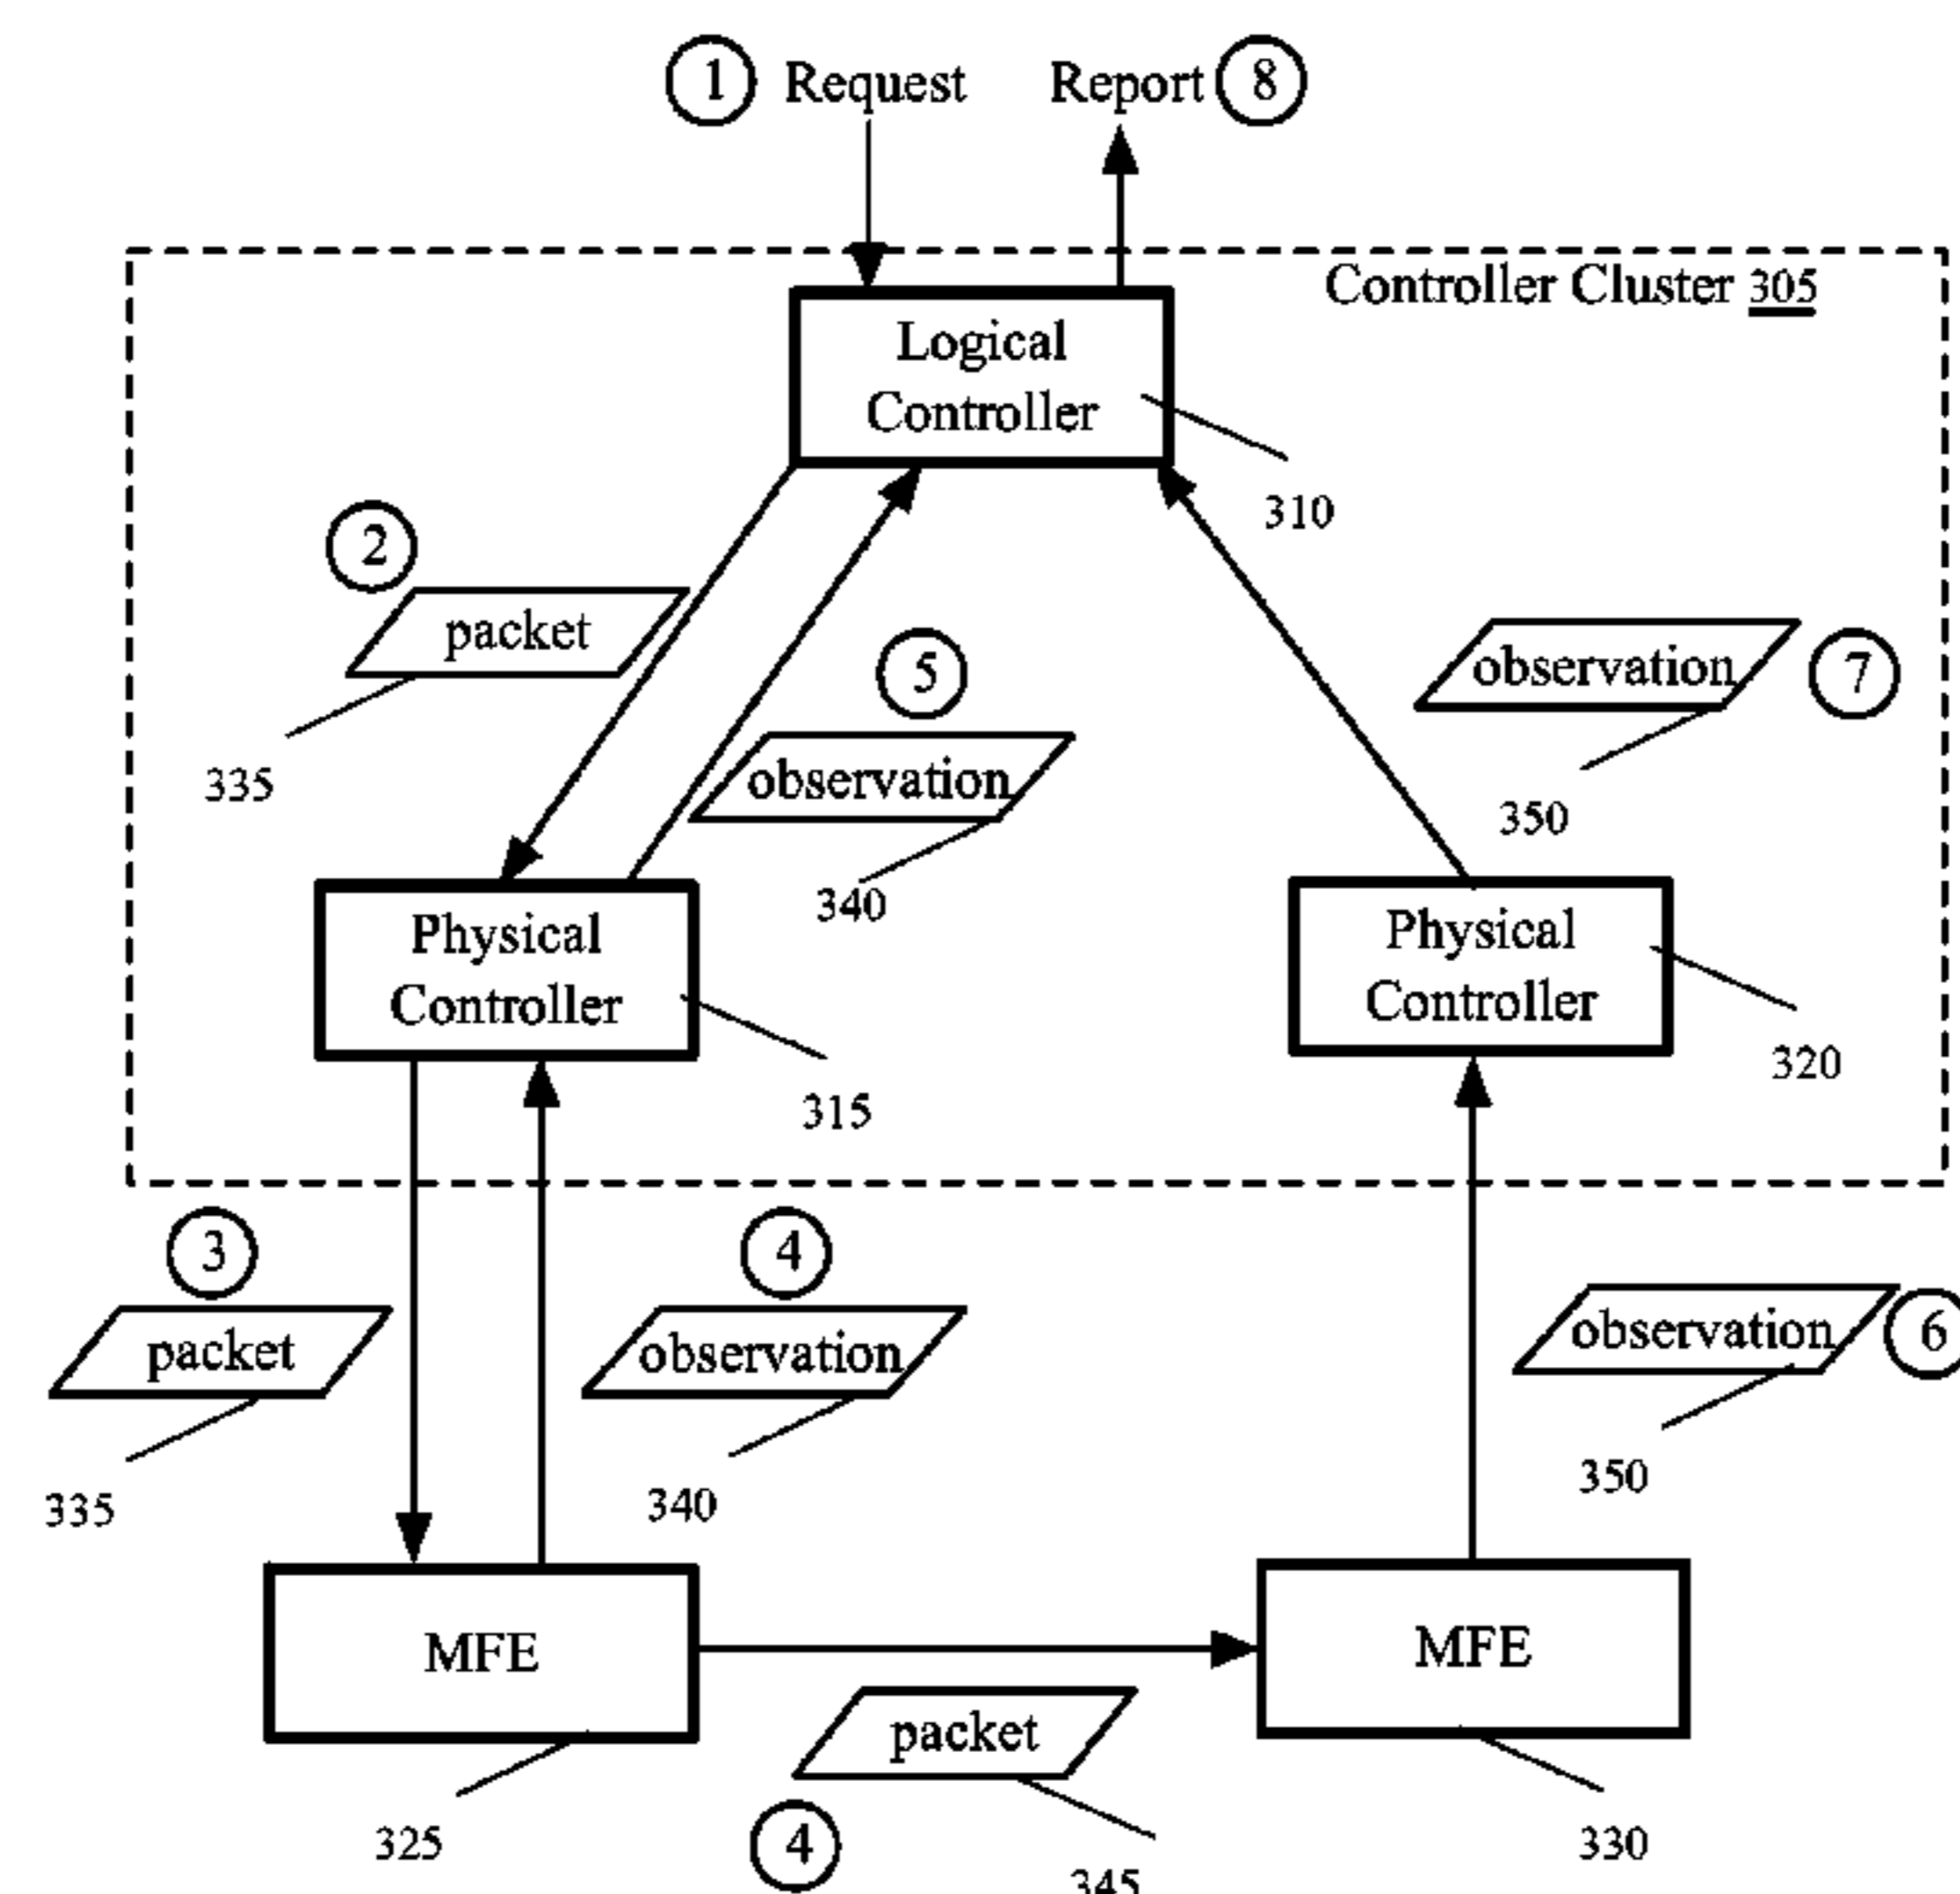 1 Request Report 8
Controller Cluster 305
Logical
Controller
310
2
packet
335
5
observation
340
observation 7
350
Physical
Controller
315
Physical
Controller
320
3
packet
335
4
observation
340
observation 6
350
MFE
325
packet
4
345
MFE
330